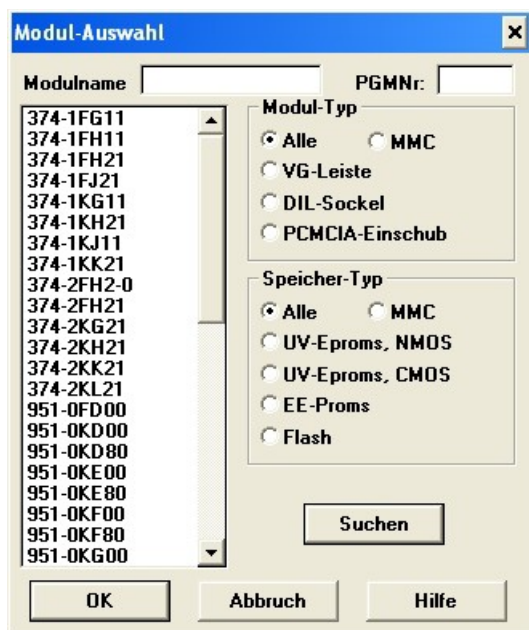 Modul-Auswahl
Modulname
PGMNr:
374-1FG11
374-1FH11
374-1FH21
374-1FJ21
374-1KG11
374-1KH21
374-1KJ11
374-1KK21
374-2FH2-0
374-2FH21
374-2KG21
374-2KH21
374-2KK21
374-2KL21
951-0FD00
951-0KD00
951-0KD80
951-0KE00
951-0KE80
951-0KF00
951-0KF80
951-0KG00
Modul-Typ
Alle
MMC
VG-Leiste
DIL-Sockel
PCMCIA-Einschub
Speicher-Typ
Alle
MMC
UV-Eproms, NMOS
UV-Eproms, CMOS
EE-Proms
Flash
Suchen
OK
Abbruch
Hilfe